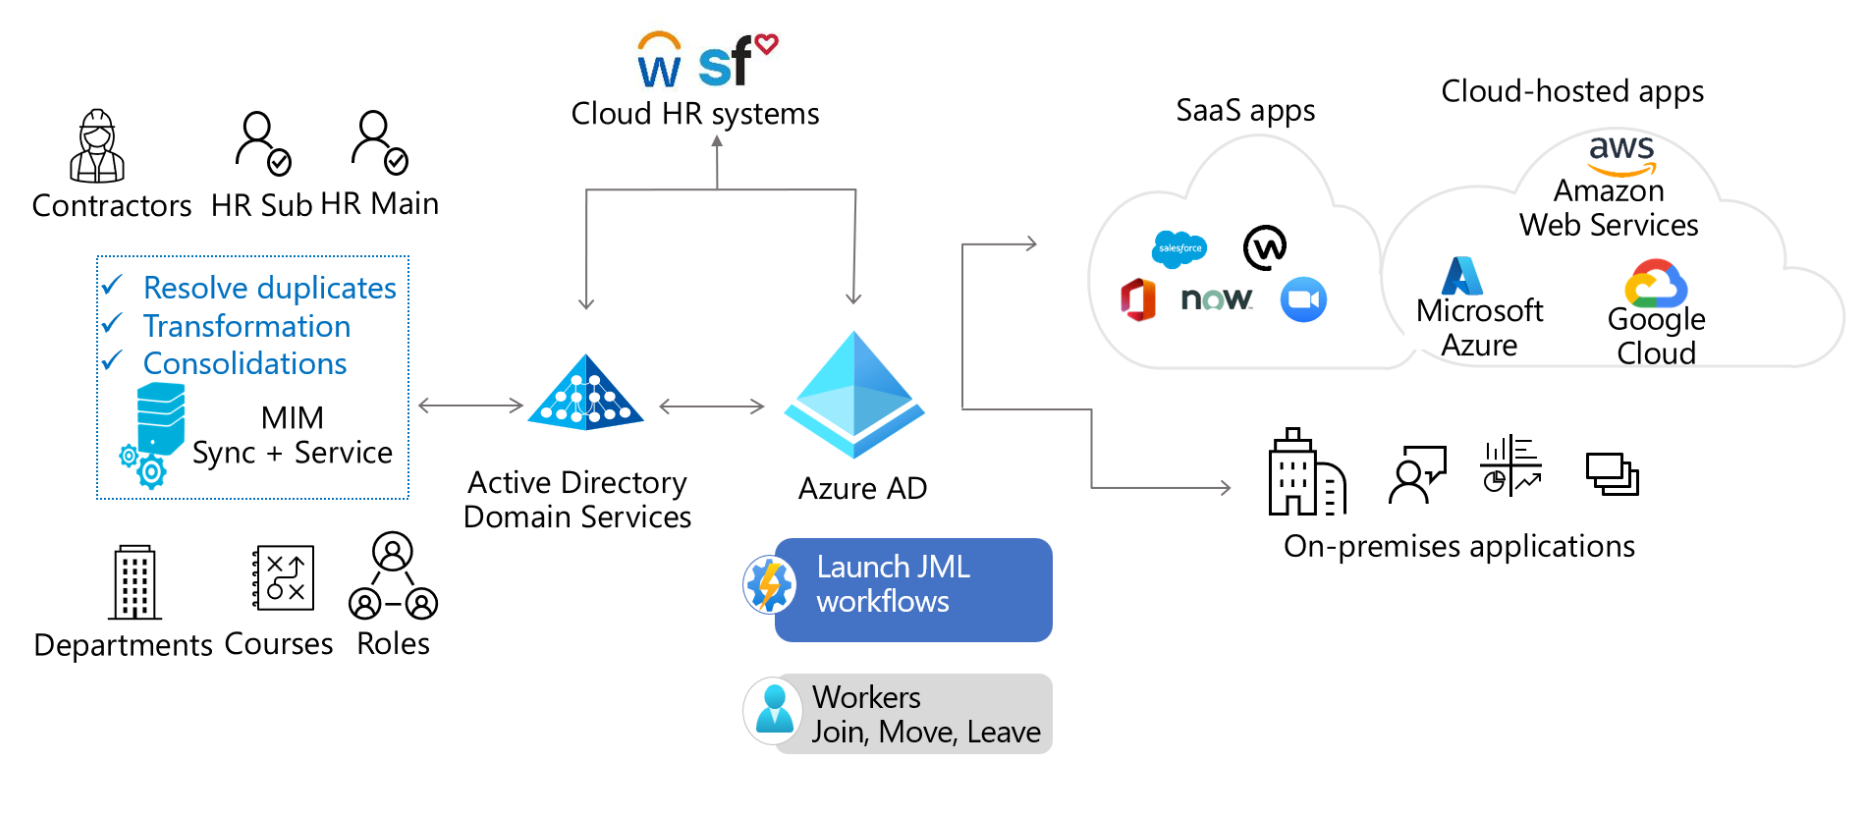 w sf
Cloud HR systems
Contractors
HR Sub
HR Main
Resolve duplicates
Transformation
Consolidations
MIM
Sync + Service
Departments
Courses
Roles
Active Directory
Domain Services
Azure AD
Launch JML
workflows
Workers
Join, Move, Leave
SaaS apps
salesforce
W
now
Cloud-hosted apps
aws
Amazon
Web Services
Microsoft
Azure
Google
Cloud
On-premises applications